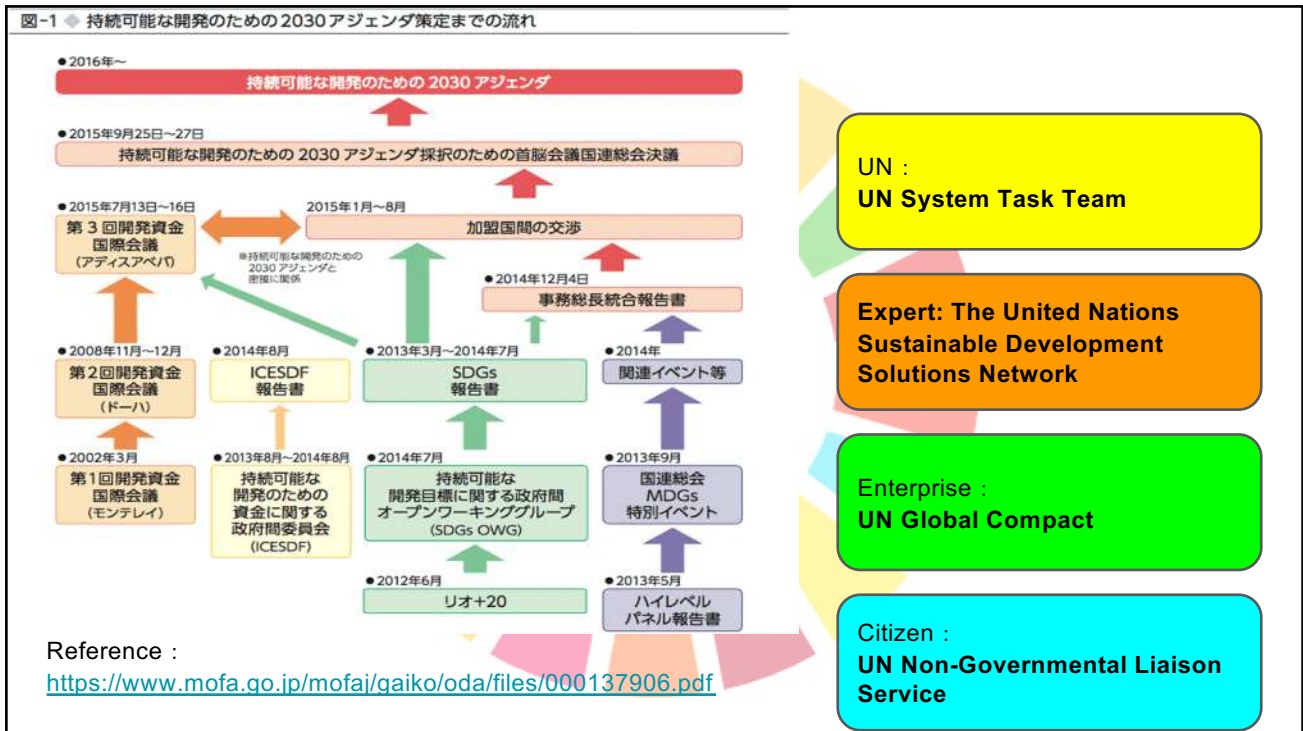 図-1 ◆ 持続可能な開発のための2030アジェンダ策定までの流れ
●2016年~
持続可能な開発のための 2030 アジェンダ
●2015年9月25日~27日
持続可能な開発のための 2030 アジェンダ採択のための首脳会議国連総会決議
●2015年7月13日~16日
第3回開発資金
国際会議
(アディスアベバ)
2015年1月~8月
加盟国間の交渉
※持続可能な開発のための
2030アジェンダと
密接に関係
●2014年12月4日
事務総長統合報告書
●2008年11月~12月
第2回開発資金
国際会議
(ドーハ)
●2014年8月
ICESDF
報告書
●2013年3月~2014年7月
SDGs
報告書
●2014年
関連イベント等
●2002年3月
第1回開発資金
国際会議
(モンテレイ)
●2013年8月~2014年8月
持続可能な
開発のための
資金に関する
政府間委員会
(ICESDF)
●2014年7月
持続可能な
開発目標に関する政府間
オープンワーキンググループ
(SDGs OWG)
●2013年9月
国連総会
MDGs
特別イベント
●2012年6月
リオ+20
●2013年5月
ハイレベル
パネル報告書
Reference:
https://www.mofa.go.jp/mofaj/gaiko/oda/files/000137906.pdf
UN:
UN System Task Team
Expert: The United Nations
Sustainable Development
Solutions Network
Enterprise:
UN Global Compact
Citizen:
UN Non-Governmental Liaison
Service